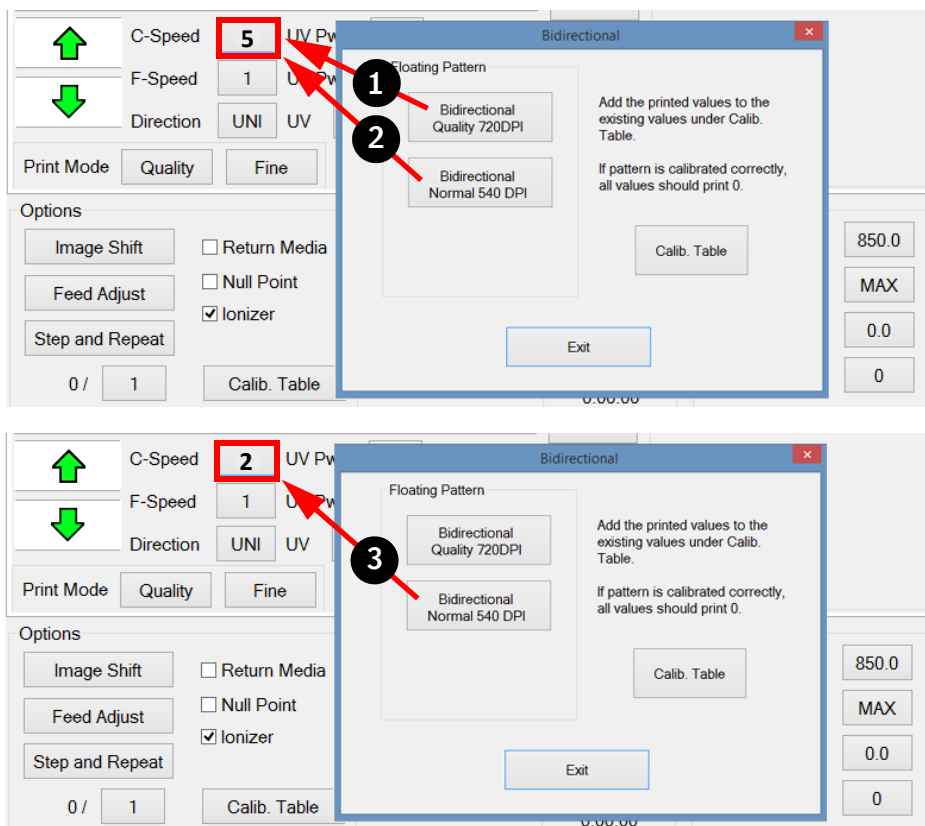 C-Speed 5 UV Pw
F-Speed 1
Direction UNI UV
Print Mode Quality Fine
Options
Image Shift
Return Media
Feed Adjust
Null Point
Ionizer
Step and Repeat
0 / 1
Calib. Table
Bidirectional
Floating Pattern
1
Bidirectional
Quality 720DPI
2
Bidirectional
Normal 540 DPI
Add the printed values to the
existing values under Calib.
Table.
If pattern is calibrated correctly,
all values should print 0.
Calib. Table
Exit
850.0
MAX
0.0
0
C-Speed 2 UV Pw
F-Speed 1
Direction UNI UV
Print Mode Quality Fine
Options
Image Shift
Return Media
Feed Adjust
Null Point
Ionizer
Step and Repeat
0 / 1
Calib. Table
Bidirectional
Floating Pattern
Bidirectional
Quality 720DPI
3
Bidirectional
Normal 540 DPI
Add the printed values to the
existing values under Calib.
Table.
If pattern is calibrated correctly,
all values should print 0.
Calib. Table
Exit
850.0
MAX
0.0
0